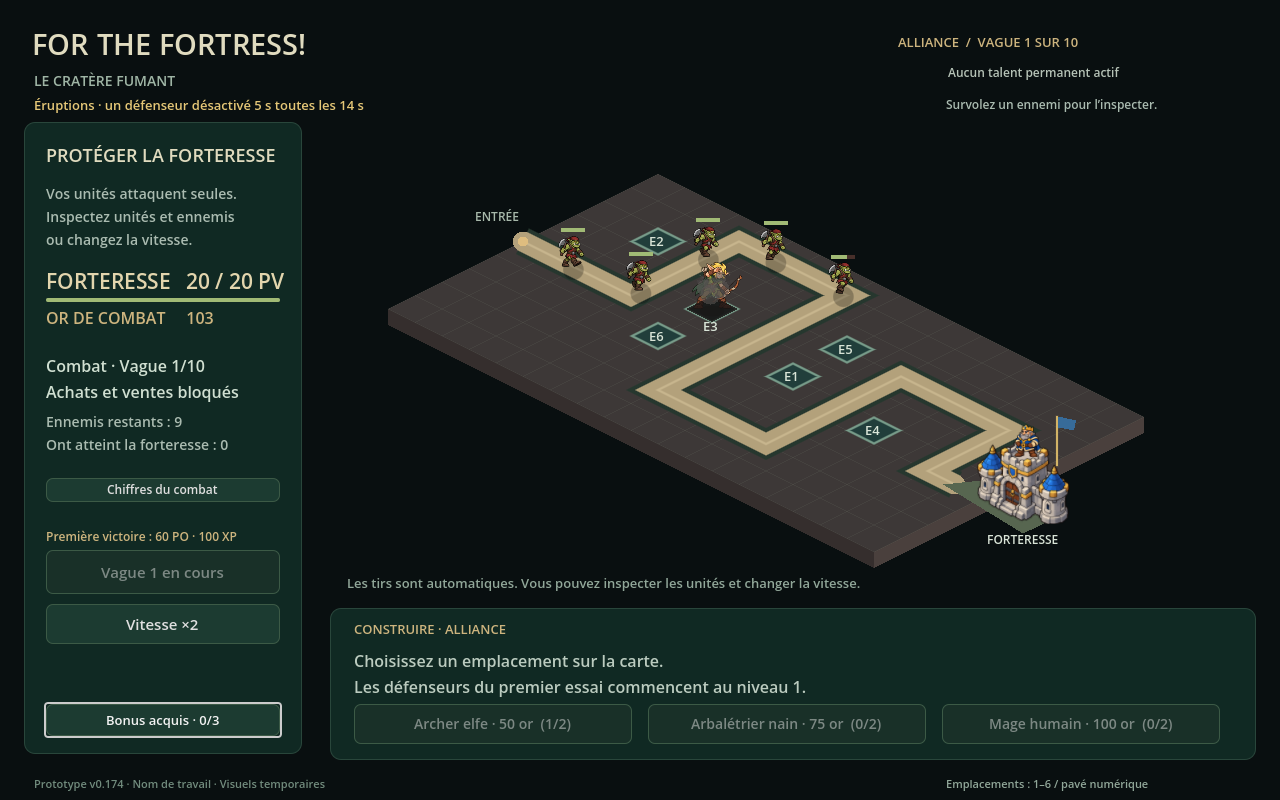 FOR THE FORTRESS!
LE CRATÈRE FUMANT
Éruptions · un défenseur désactivé 5 s toutes les 14 s
ALLIANCE / VAGUE 1 SUR 10
Aucun talent permanent actif
Survolez un ennemi pour l’inspecter.
PROTÉGER LA FORTERESSE
Vos unités attaquent seules.
Inspectez unités et ennemis
ou changez la vitesse.
FORTERESSE 20 / 20 PV
OR DE COMBAT 103
Combat · Vague 1/10
Achats et ventes bloqués
Ennemis restants : 9
Ont atteint la forteresse : 0
Chiffres du combat
Première victoire : 60 PO · 100 XP
Vague 1 en cours
Vitesse ×2
Bonus acquis · 0/3
ENTRÉE
E2
E3
E6
E5
E1
E4
FORTERESSE
Les tirs sont automatiques. Vous pouvez inspecter les unités et changer la vitesse.
CONSTRUIRE · ALLIANCE
Choisissez un emplacement sur la carte.
Les défenseurs du premier essai commencent au niveau 1.
Archer elfe · 50 or (1/2)
Arbalétrier nain · 75 or (0/2)
Mage humain · 100 or (0/2)
Prototype v0.174 · Nom de travail · Visuels temporaires
Emplacements : 1–6 / pavé numérique